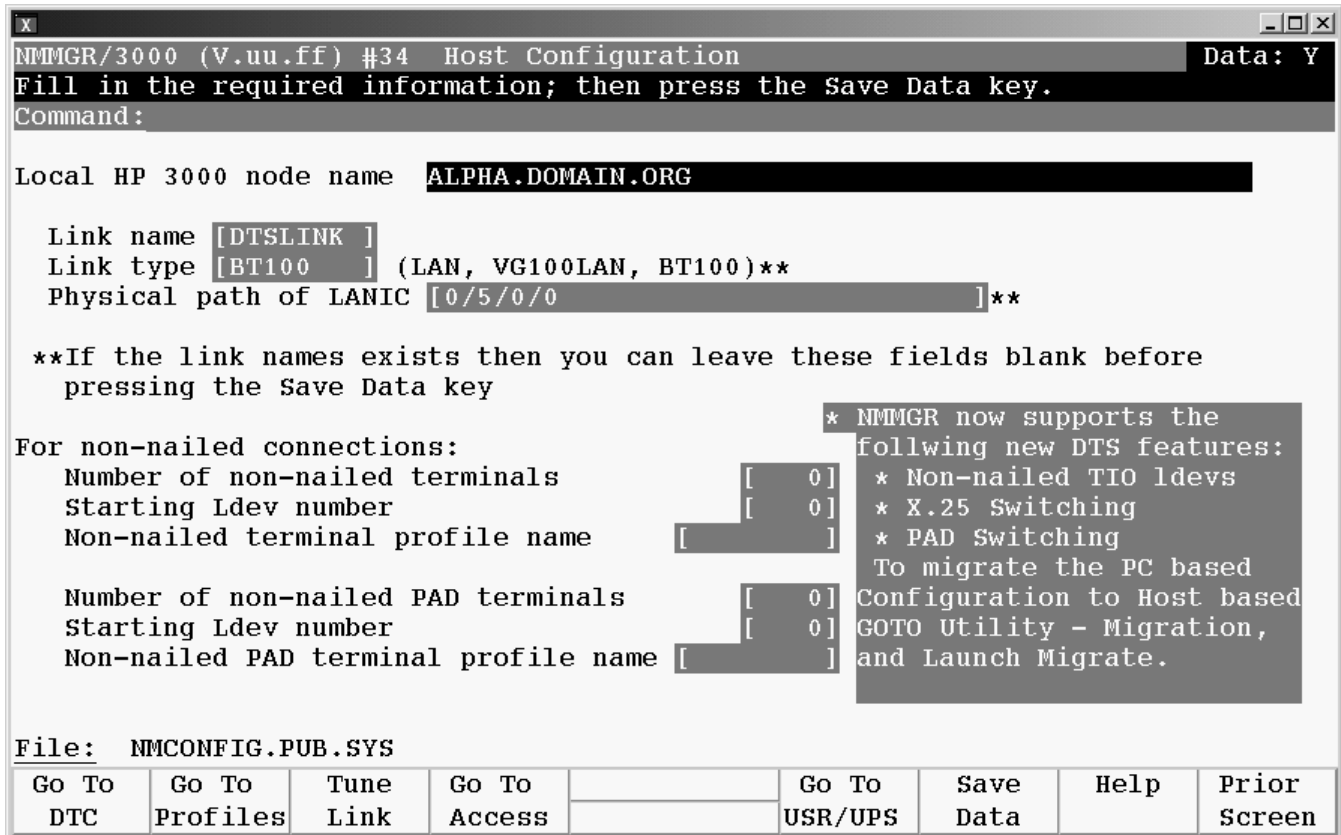 X
NMMGR/3000 (V.uu.ff) #34 Host Configuration Data: Y
Fill in the required information; then press the Save Data key.
Command:
Local HP 3000 node name ALPHA.DOMAIN.ORG
Link name [DTSLINK ]
Link type [BT100 ] (LAN, VG100LAN, BT100)**
Physical path of LANIC [0/5/0/0 ]**
**If the link names exists then you can leave these fields blank before
pressing the Save Data key
For non-nailed connections:
Number of non-nailed terminals [ 0]
Starting Ldev number [ 0]
Non-nailed terminal profile name [ ]
Number of non-nailed PAD terminals [ 0]
Starting Ldev number [ 0]
Non-nailed PAD terminal profile name [ ]
* NMMGR now supports the
follwing new DTS features:
* Non-nailed TIO ldevs
* X.25 Switching
* PAD Switching
To migrate the PC based
Configuration to Host based
GOTO Utility - Migration,
and Launch Migrate.
File: NMCONFIG.PUB.SYS
Go To DTC
Go To Profiles
Tune Link
Go To Access
Go To USR/UPS
Save Data
Help
Prior Screen